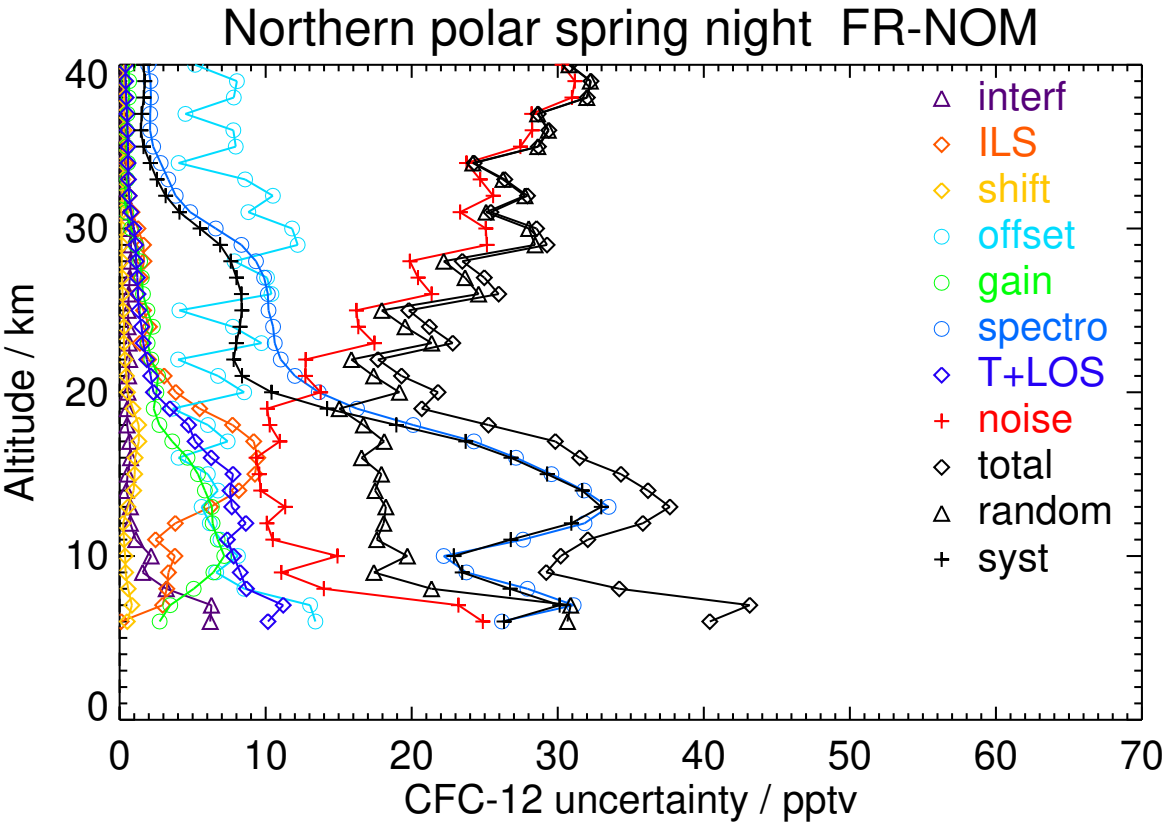 Northern polar spring night FR-NOM
40
30
20
10
0
Altitude / km
interf
ILS
shift
offset
gain
spectro
T+LOS
noise
total
random
syst
0 10 20 30 40 50 60 70
CFC-12 uncertainty / pptv